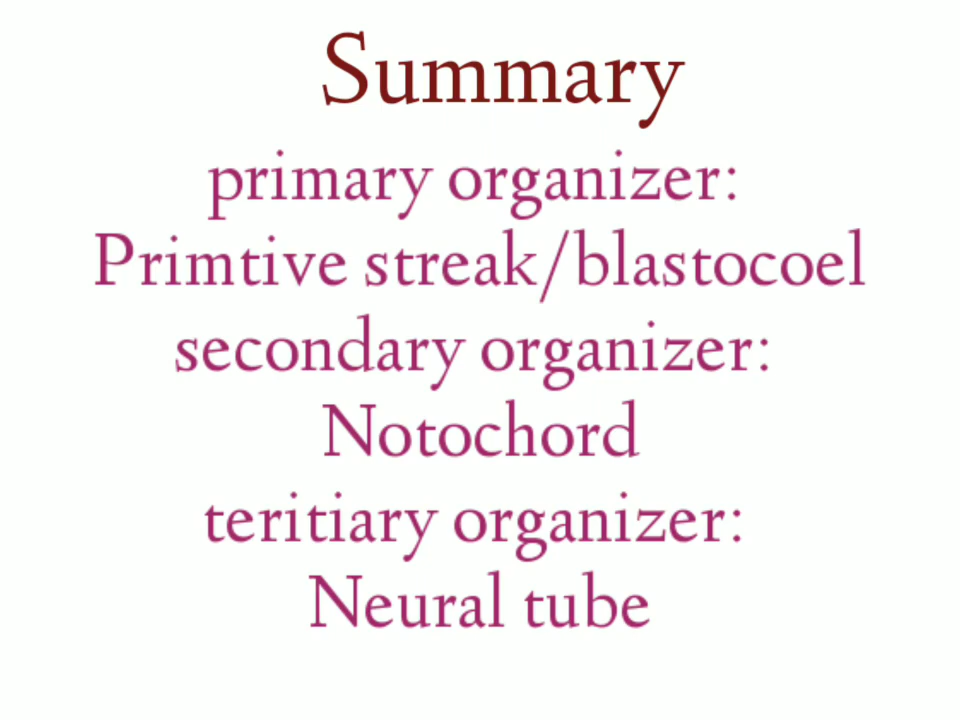 Summary
primary organizer:
Primtive streak/blastocoel
secondary organizer:
Notochord
teritiary organizer:
Neural tube